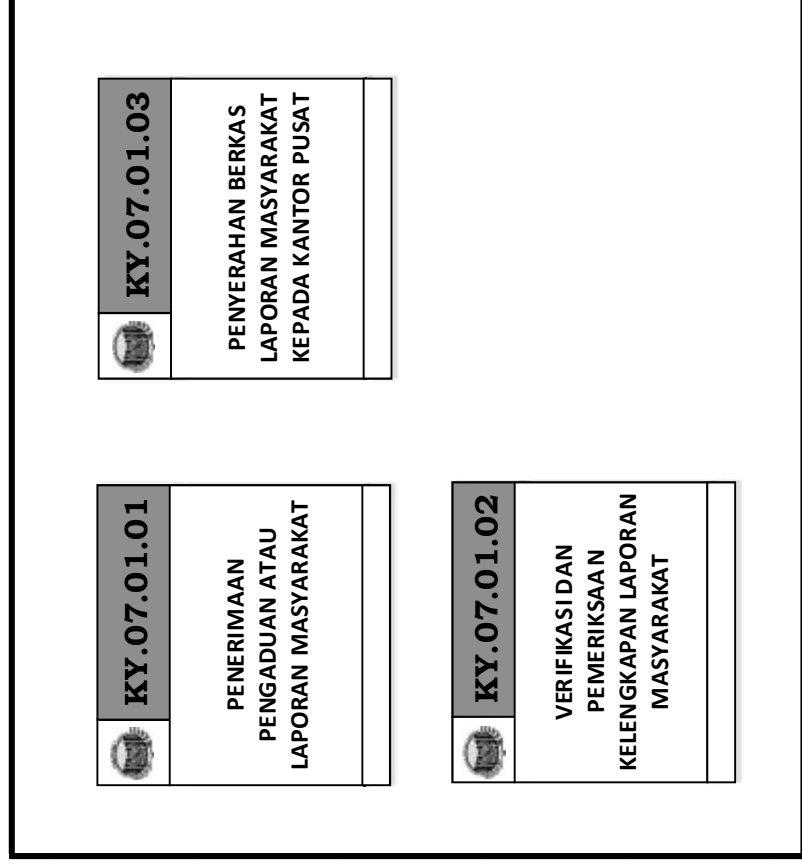 KY.07.01.01
PENERIMAAN
PENGADUAN ATAU
LAPORAN MASYARAKAT
KY.07.01.02
VERIFIKASI DAN
PEMERIKSAAN
KELENGKAPAN LAPORAN
MASYARAKAT
KY.07.01.03
PENYERAHAN BERKAS
LAPORAN MASYARAKAT
KEPADA KANTOR PUSAT